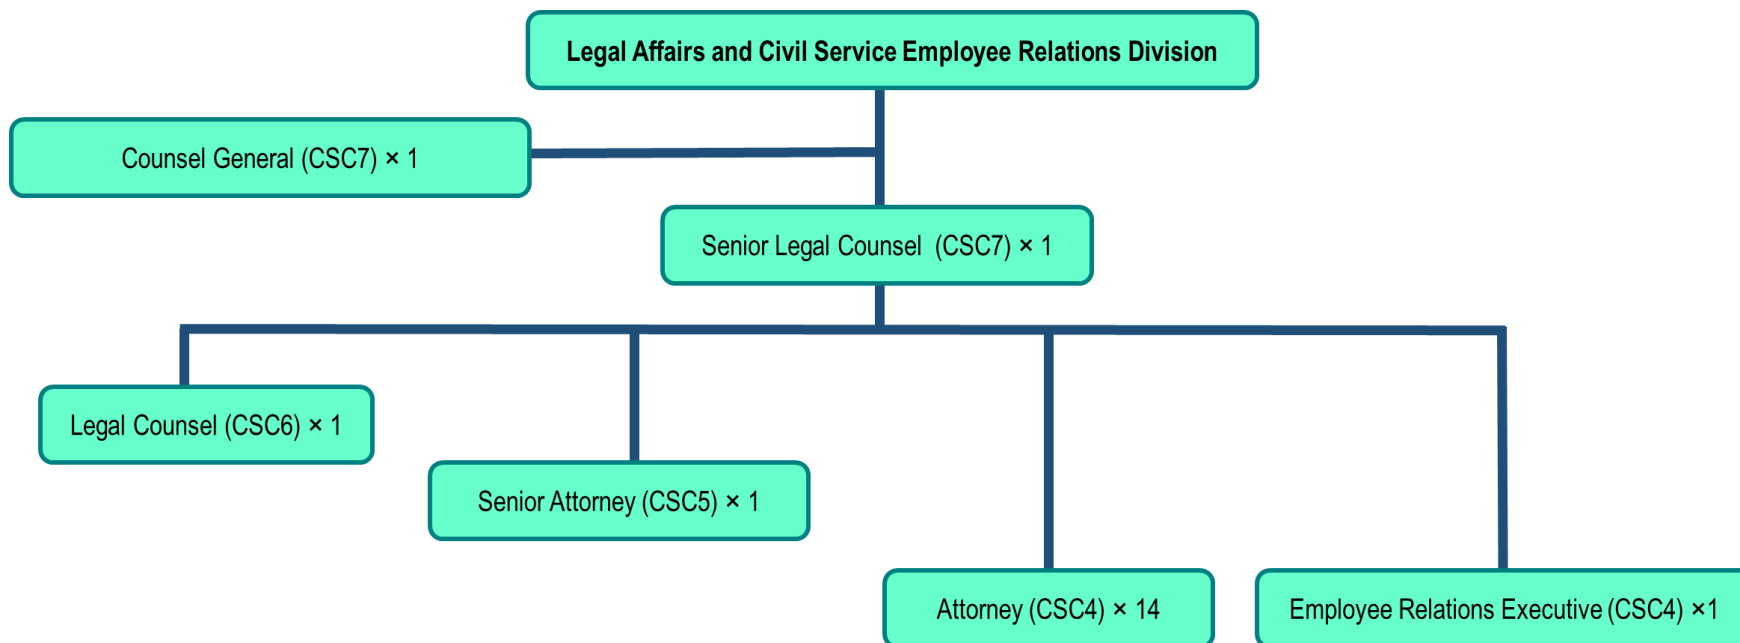 Legal Affairs and Civil Service Employee Relations Division
Counsel General (CSC7) × 1
Senior Legal Counsel  (CSC7) × 1
Legal Counsel (CSC6) × 1
Senior Attorney (CSC5) × 1
Attorney (CSC4) × 14
Employee Relations Executive (CSC4) ×1